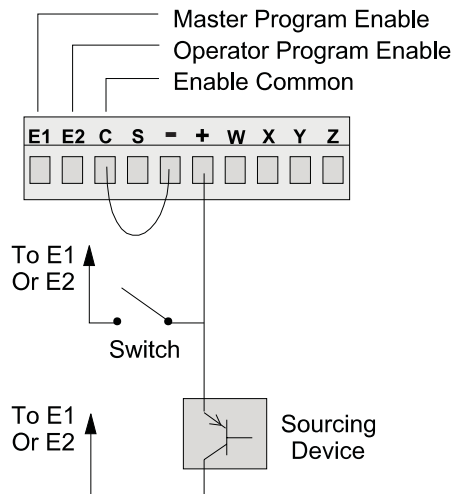 Master Program Enable
Operator Program Enable
Enable Common
E1 E2 C S - + W X Y Z
To E1
Or E2
Switch
To E1
Or E2
Sourcing
Device